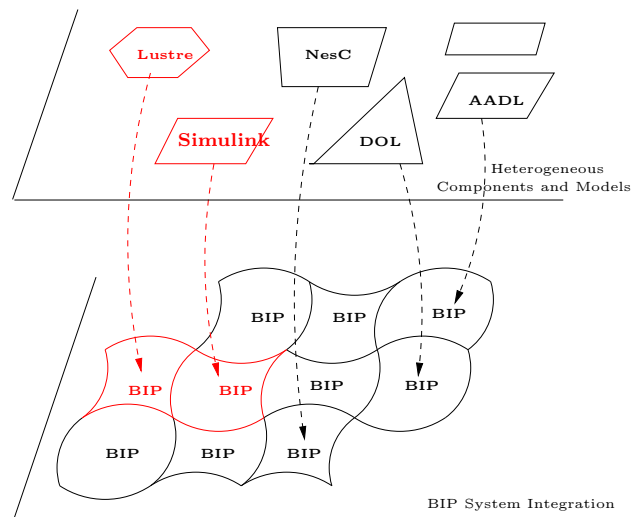 Lustre
NesC
AADL
Simulink
DOL
Heterogeneous
Components and Models
BIP
BIP
BIP
BIP
BIP
BIP
BIP
BIP
BIP
BIP
BIP System Integration